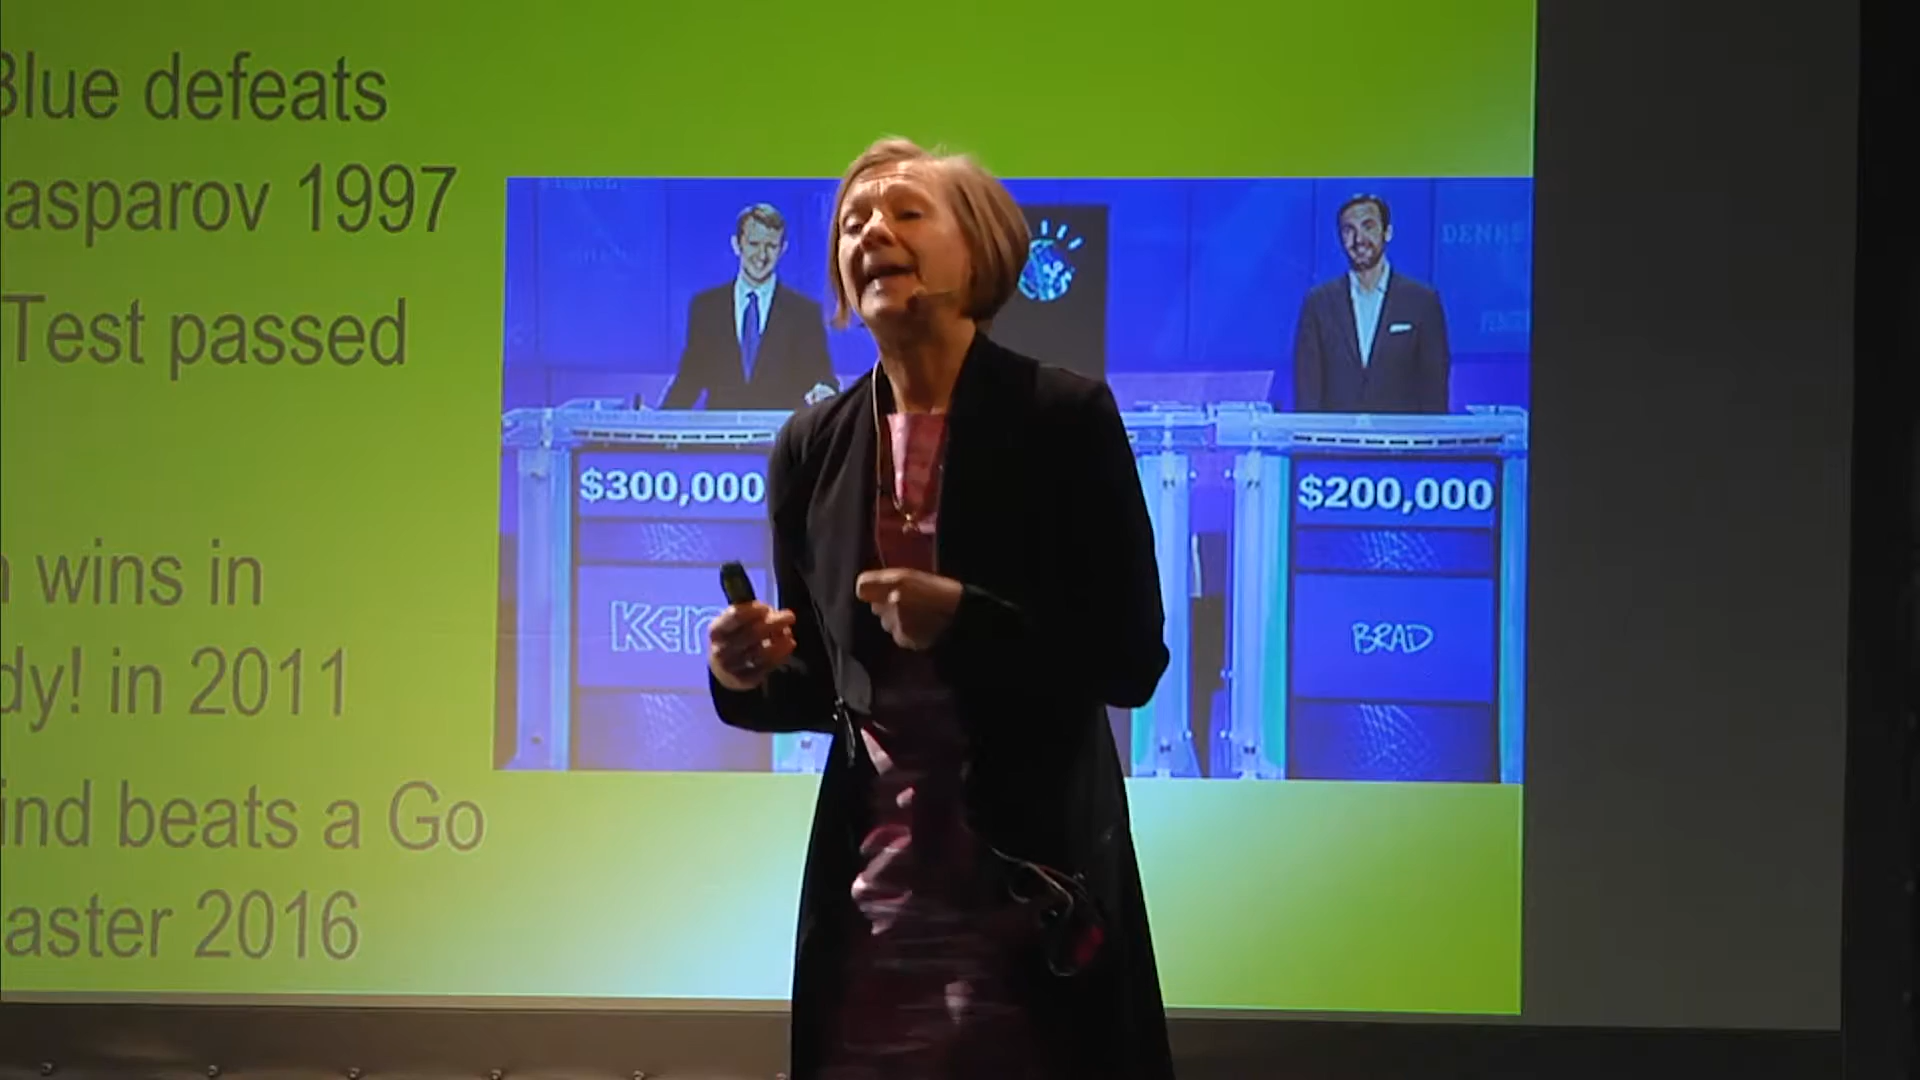 Blue defeats
asparov 1997
Test passed
wins in
dy! in 2011
ind beats a Go
aster 2016
$300,000
$200,000
KEN
BRAD